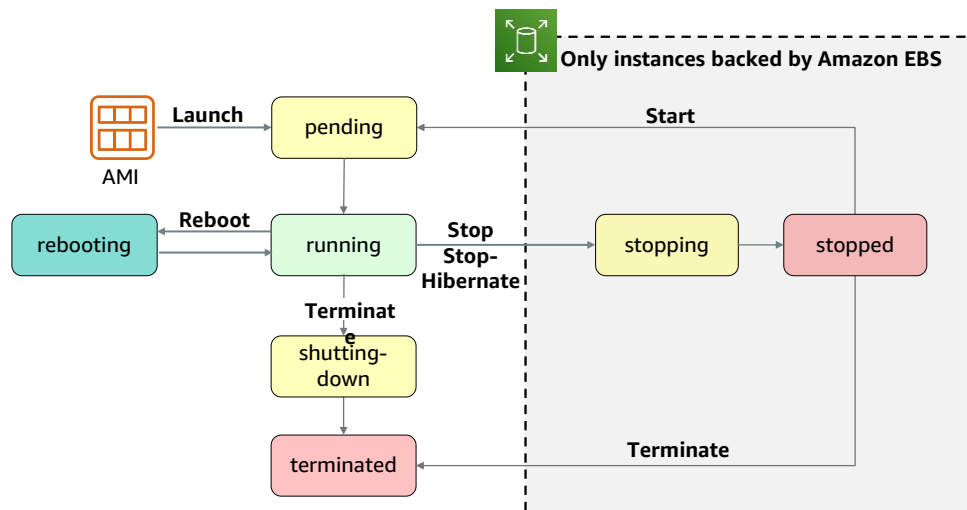 Only instances backed by Amazon EBS
Launch
pending
Start
AMI
rebooting
Reboot
running
Stop
Stop-
Hibernate
stopping
stopped
Terminat
e
shutting-
down
terminated
Terminate